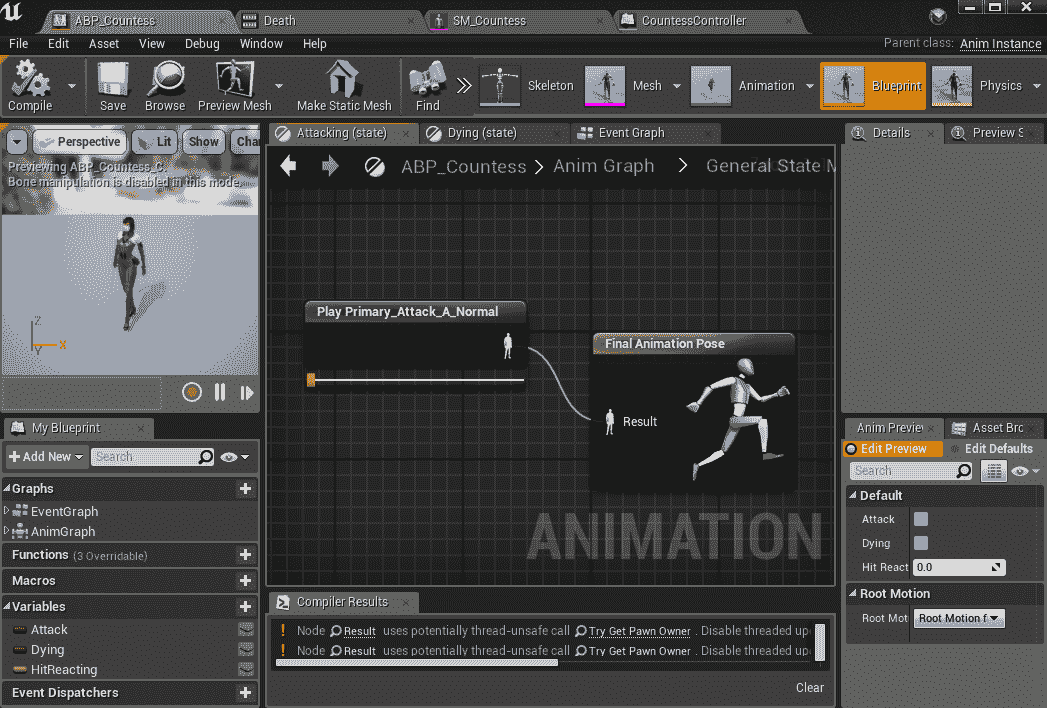 ABP_Countess
Death
SM_Countess
CountessController
File Edit Asset View Debug Window Help
Parent class: Anim Instance
Compile
Save
Browse
Preview Mesh
Make Static Mesh
Find
Skeleton
Mesh
Animation
Blueprint
Physics
Perspective
Lit
Show
Previewing ABP_Countess_C.
Bone manipulation is disabled in this mode.
Z
X
Y
Attacking (state)
Dying (state)
Event Graph
ABP_Countess > Anim Graph > General State M
Play Primary_Attack_A_Normal
Final Animation Pose
Result
ANIMATION
Details
Preview S
My Blueprint
Add New
Search
Graphs
EventGraph
AnimGraph
Functions (3 Overridable)
Macros
Variables
Attack
Dying
HitReacting
Event Dispatchers
Compiler Results
! Node Result uses potentially thread-unsafe call Try Get Pawn Owner . Disable threaded up
! Node Result uses potentially thread-unsafe call Try Get Pawn Owner . Disable threaded up
Clear
Anim Previe
Asset Brc
Edit Preview
Edit Defaults
Search
Default
Attack
Dying
Hit React 0.0
Root Motion
Root Mot Root Motion f